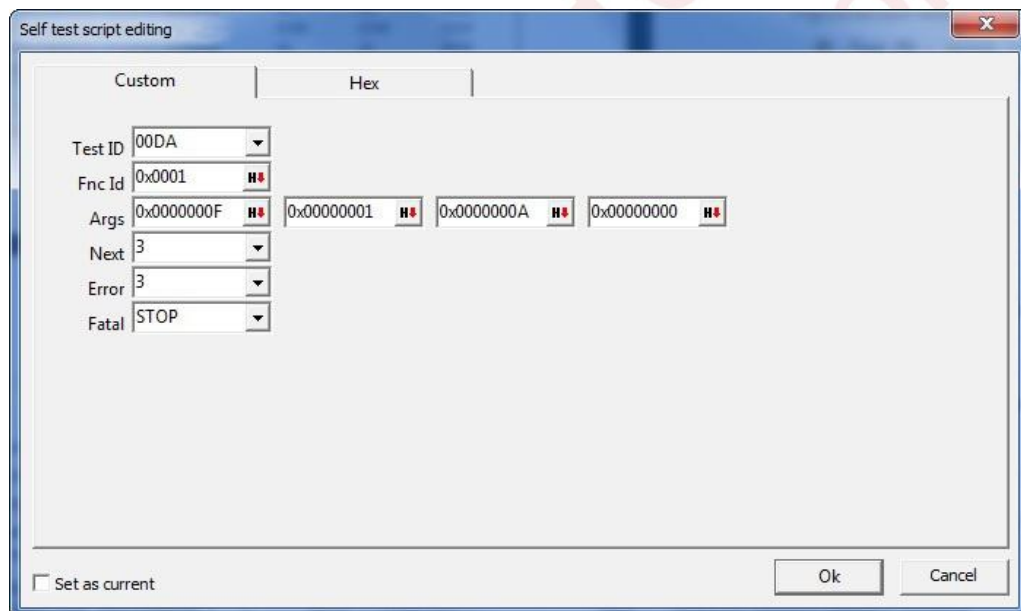 Self test script editing
Custom Hex
Test ID 00DA
Fnc Id 0x0001 H
Args 0x0000000F H 0x00000001 H 0x0000000A H 0x00000000 H
Next 3
Error 3
Fatal STOP
Set as current Ok Cancel